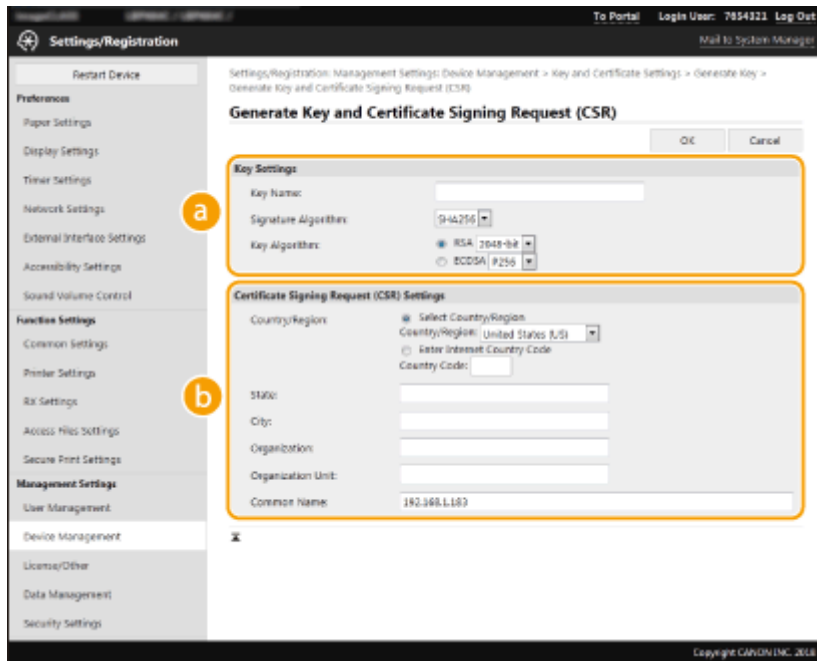 To Portal Login User: 7654321 Log Out
Settings/Registration
Mail to System Manager
Restart Device
Preferences
Paper Settings
Display Settings
Timer Settings
Network Settings
External Interface Settings
Accessibility Settings
Sound Volume Control
Function Settings
Common Settings
Printer Settings
RX Settings
Access Files Settings
Secure Print Settings
Management Settings
User Management
Device Management
License/Other
Data Management
Security Settings
Settings/Registration: Management Settings: Device Management > Key and Certificate Settings > Generate Key >
Generate Key and Certificate Signing Request (CSR)
Generate Key and Certificate Signing Request (CSR)
OK Cancel
a
Key Settings
Key Name:
Signature Algorithm: SHA256
Key Algorithm: RSA 2048-bit
ECDSA P256
b
Certificate Signing Request (CSR) Settings
Country/Region: Select Country/Region
Country/Region: United States (US)
Enter Internet Country Code
Country Code:
State:
City:
Organization:
Organization Unit:
Common Name: 192.168.1.183
Copyright CANON INC. 2018